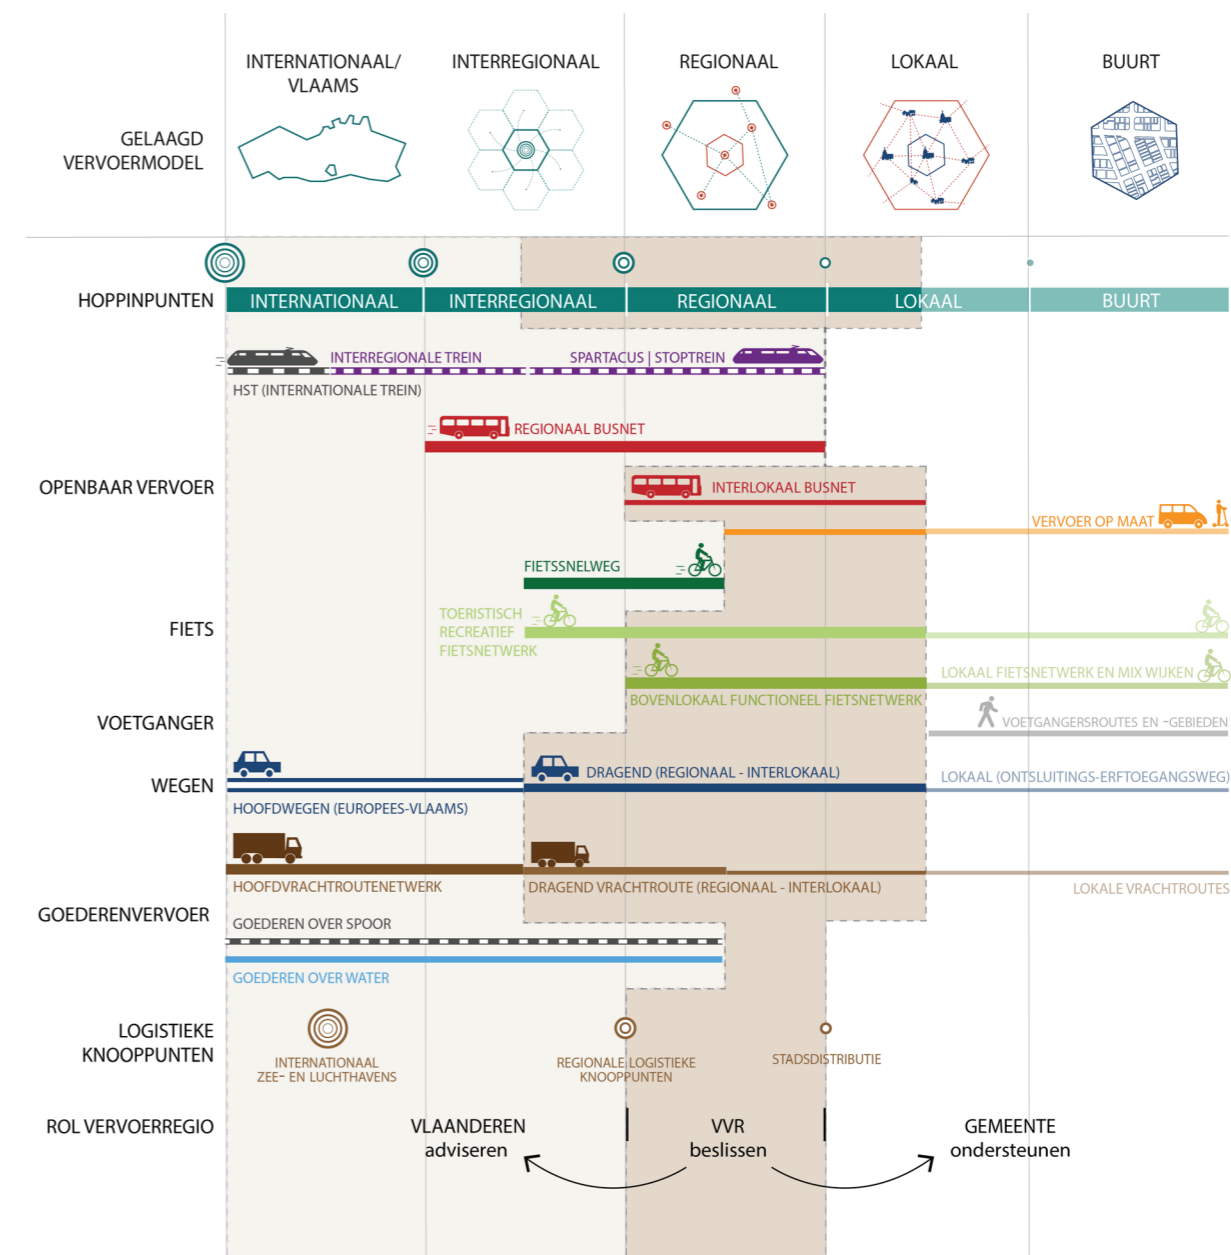 INTERNATIONAAL/
VLAAMS
INTERREGIONAAL
REGIONAAL
LOKAAL
BUURT
GELAAGD
VERVOERMODEL
HOPPINPUNTEN
INTERNATIONAAL
INTERREGIONAAL
REGIONAAL
LOKAAL
BUURT
INTERREGIONALE TREIN
SPARTACUS | STOPTREIN
HST (INTERNATIONALE TREIN)
REGIONAAL BUSNET
OPENBAAR VERVOER
INTERLOKAAL BUSNET
VERVOER OP MAAT
FIETSSNELWEG
FIETS
TOERISTISCH
RECREATIEF
FIETSNETWERK
LOKAAL FIETSNETWERK EN MIX WIJKEN
BOVENLOKAAL FUNCTIONEEL FIETSNETWERK
VOETGANGER
VOETGANGERSROUTES EN -GEBIEDEN
WEGEN
DRAGEND (REGIONAAL - INTERLOKAAL)
LOKAAL (ONTSLUITINGS-ERFTOEGANGSWEG)
HOOFDWEGEN (EUROPEES-VLAAMS)
HOOFDVRACHTROUTENETWERK
DRAGEND VRACHTROUTE (REGIONAAL - INTERLOKAAL)
LOKALE VRACHTROUTES
GOEDERENVERVOER
GOEDEREN OVER SPOOR
GOEDEREN OVER WATER
LOGISTIEKE
KNOOPPUNTEN
INTERNATIONAAL
ZEE- EN LUCHTHAVENS
REGIONALE LOGISTIEKE
KNOOPPUNTEN
STADSDISTRIBUTIE
ROL VERVOERREGIO
VLAANDEREN
adviseren
VVR
beslissen
GEMEENTE
ondersteunen